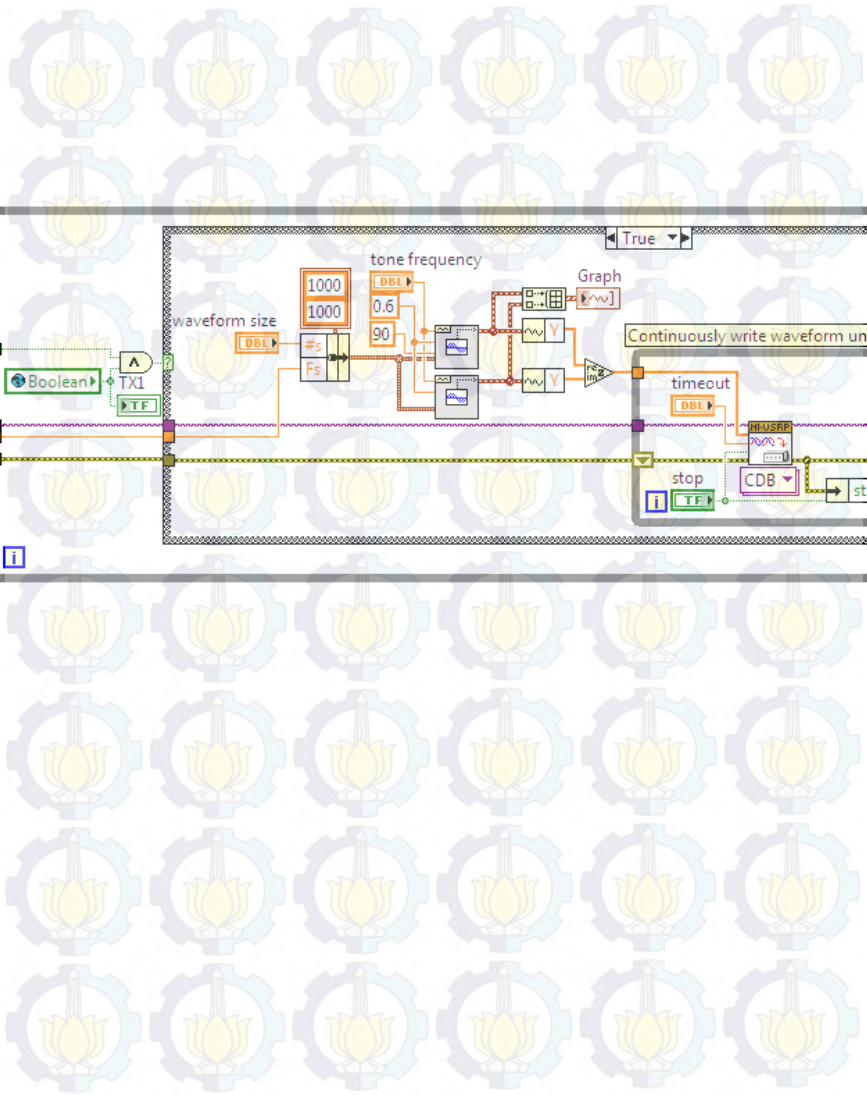 True
tone frequency
1000
DBL
Graph
1000
0.6
waveform size
90
Continuously write waveform un
DBL
#s
Y
Fs
re
im
Boolean
TX1
Y
timeout
TF
DBL
NI-USRP
stop
CDB
i
TF
st
i